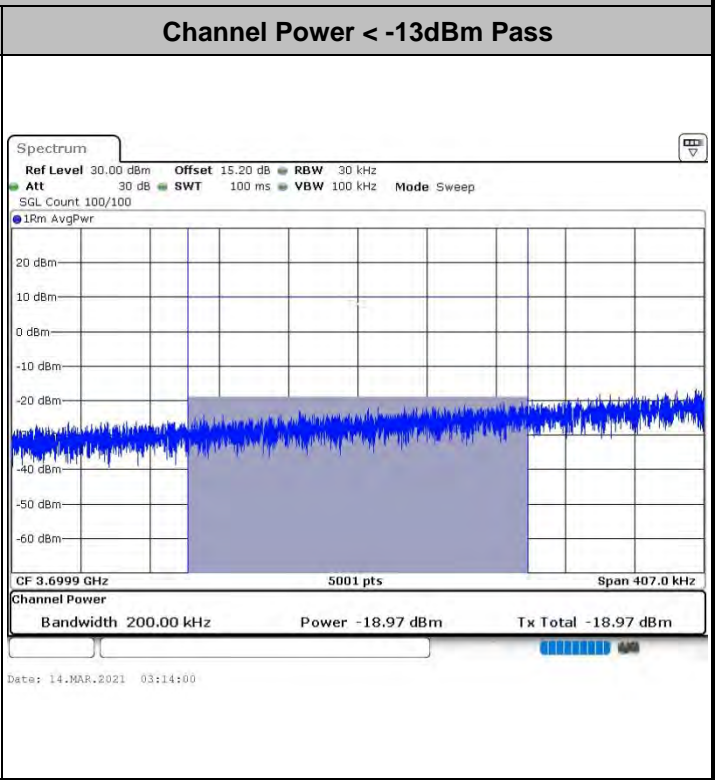 Channel Power < -13dBm Pass
Spectrum
Ref Level 30.00 dBm Offset 15.20 dB RBW 30 kHz
Att 30 dB SWT 100 ms VBW 100 kHz Mode Sweep
SGL Count 100/100
1Rm AvgPwr
20 dBm
10 dBm
0 dBm
-10 dBm
-20 dBm
-40 dBm
-50 dBm
-60 dBm
CF 3.6999 GHz 5001 pts Span 407.0 kHz
Channel Power
Bandwidth 200.00 kHz Power -18.97 dBm Tx Total -18.97 dBm
Date: 14.MAR.2021 03:14:00